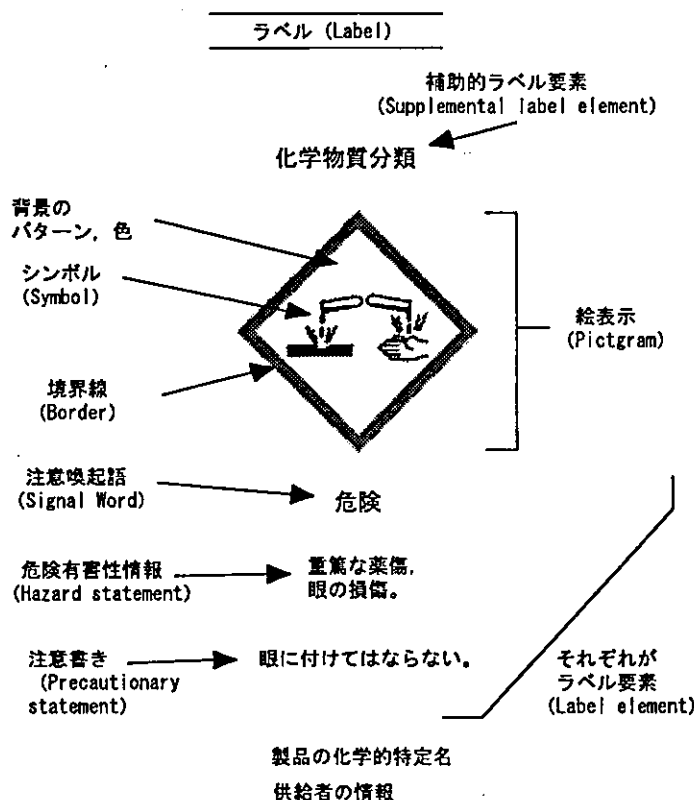 ラベル (Label)
補助的ラベル要素
(Supplemental label element)
化学物質分類
背景の
パターン, 色
シンボル
(Symbol)
絵表示
(Pictgram)
境界線
(Border)
注意喚起語
(Signal Word)
危険
危険有害性情報
(Hazard statement)
重篤な薬傷,
眼の損傷。
注意書き
(Precautionary
statement)
眼に付けてはならない。
それぞれが
ラベル要素
(Label element)
製品の化学的特定名
供給者の情報